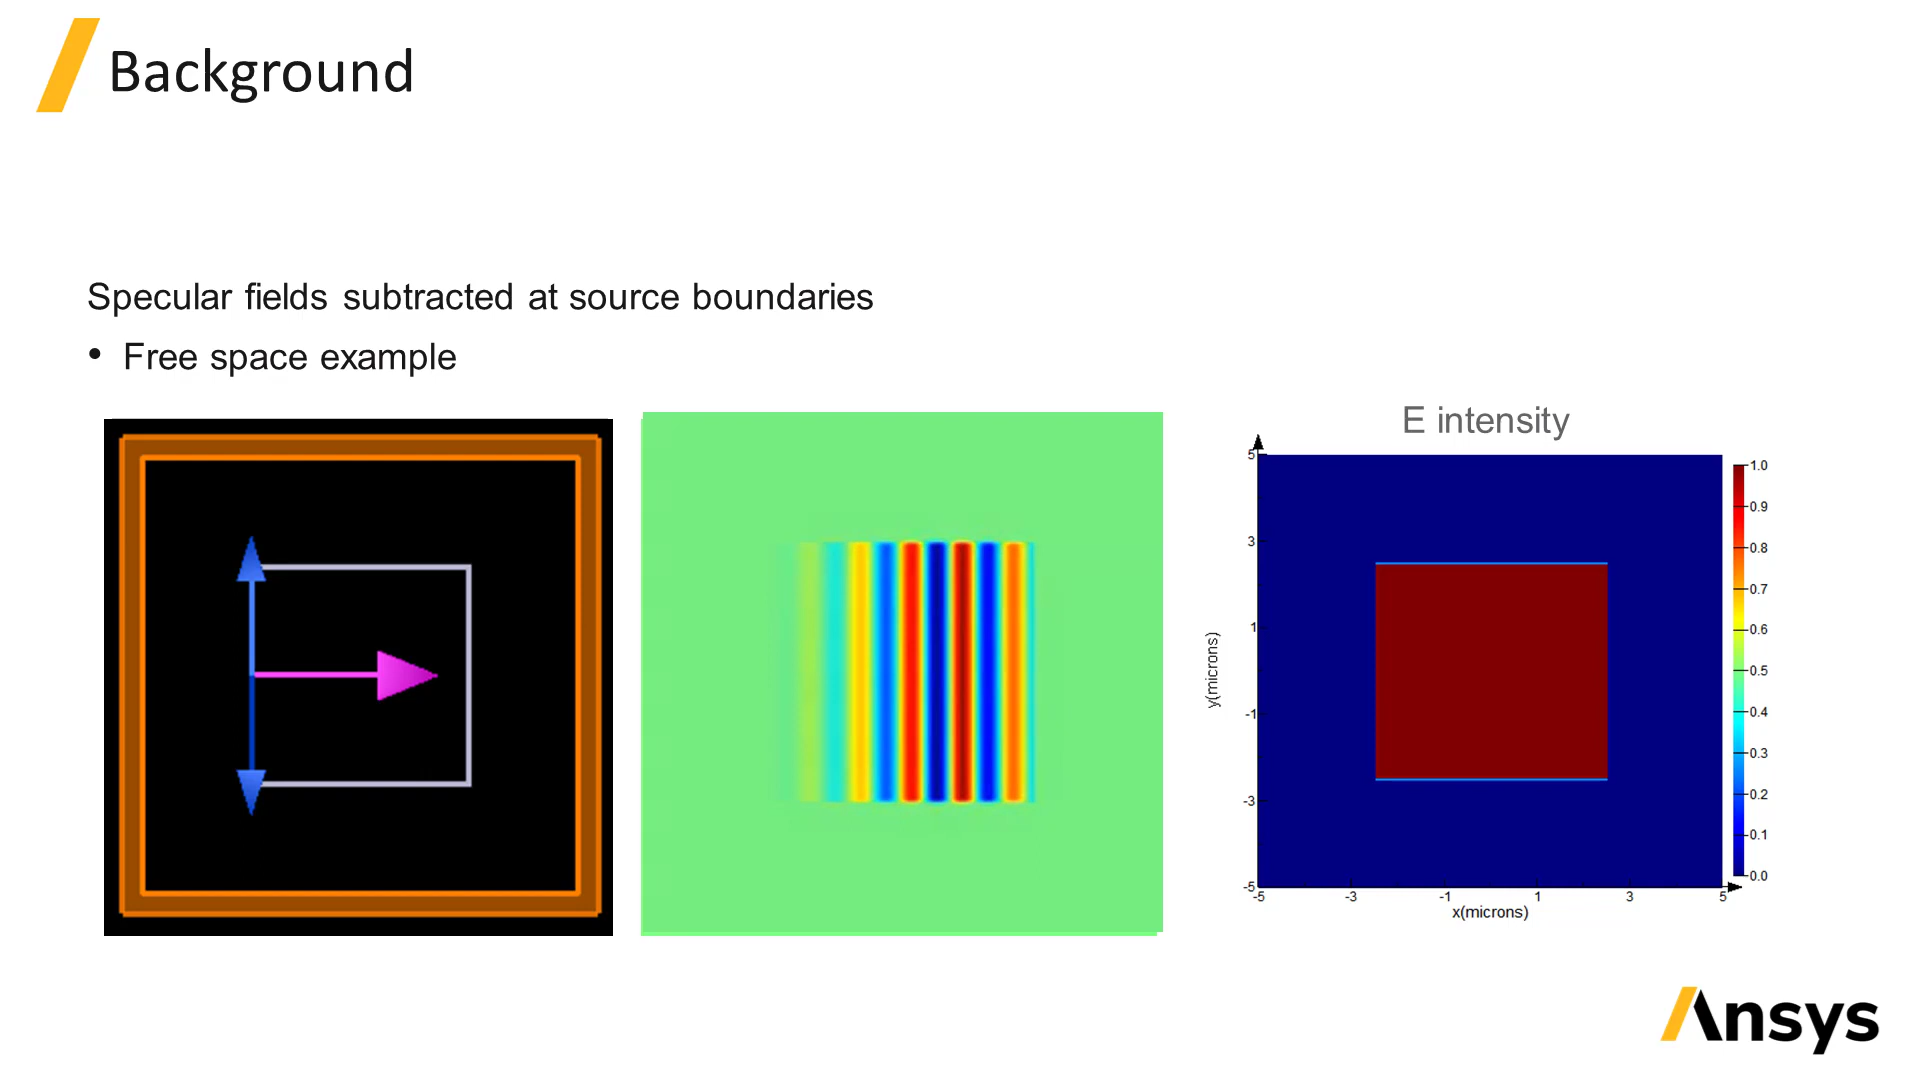 Background
Specular fields subtracted at source boundaries
• Free space example
E intensity
5
3
1
-1
-3
-5
y(microns)
-5 -3 -1 1 3 5
x(microns)
1.0
0.9
0.8
0.7
0.6
0.5
0.4
0.3
0.2
0.1
0.0
Ansys